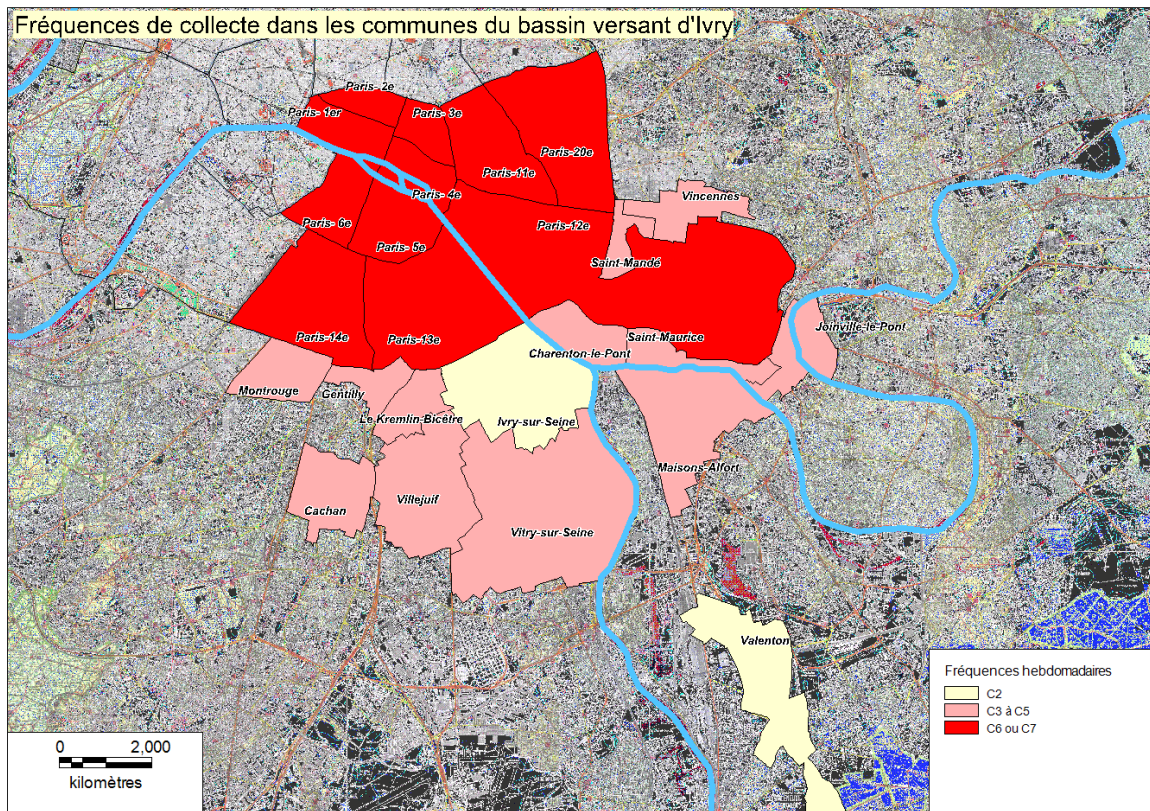 Fréquences de collecte dans les communes du bassin versant d'Ivry
Paris- 2e
Paris- 1er
Paris- 3e
Paris-20e
Paris-11e
Paris- 4e
Vincennes
Paris- 6e
Paris-12e
Paris- 5e
Saint-Mandé
Joinville-le-Pont
Paris-14e
Paris-13e
Saint-Maurice
Charenton-le-Pont
Montrouge
Gentilly
Le Kremlin-Bicêtre
Ivry-sur-Seine
Maisons-Alfort
Villejuif
Cachan
Vitry-sur-Seine
Valenton
Fréquences hebdomadaires
C2
C3 à C5
C6 ou C7
0 2,000
kilomètres